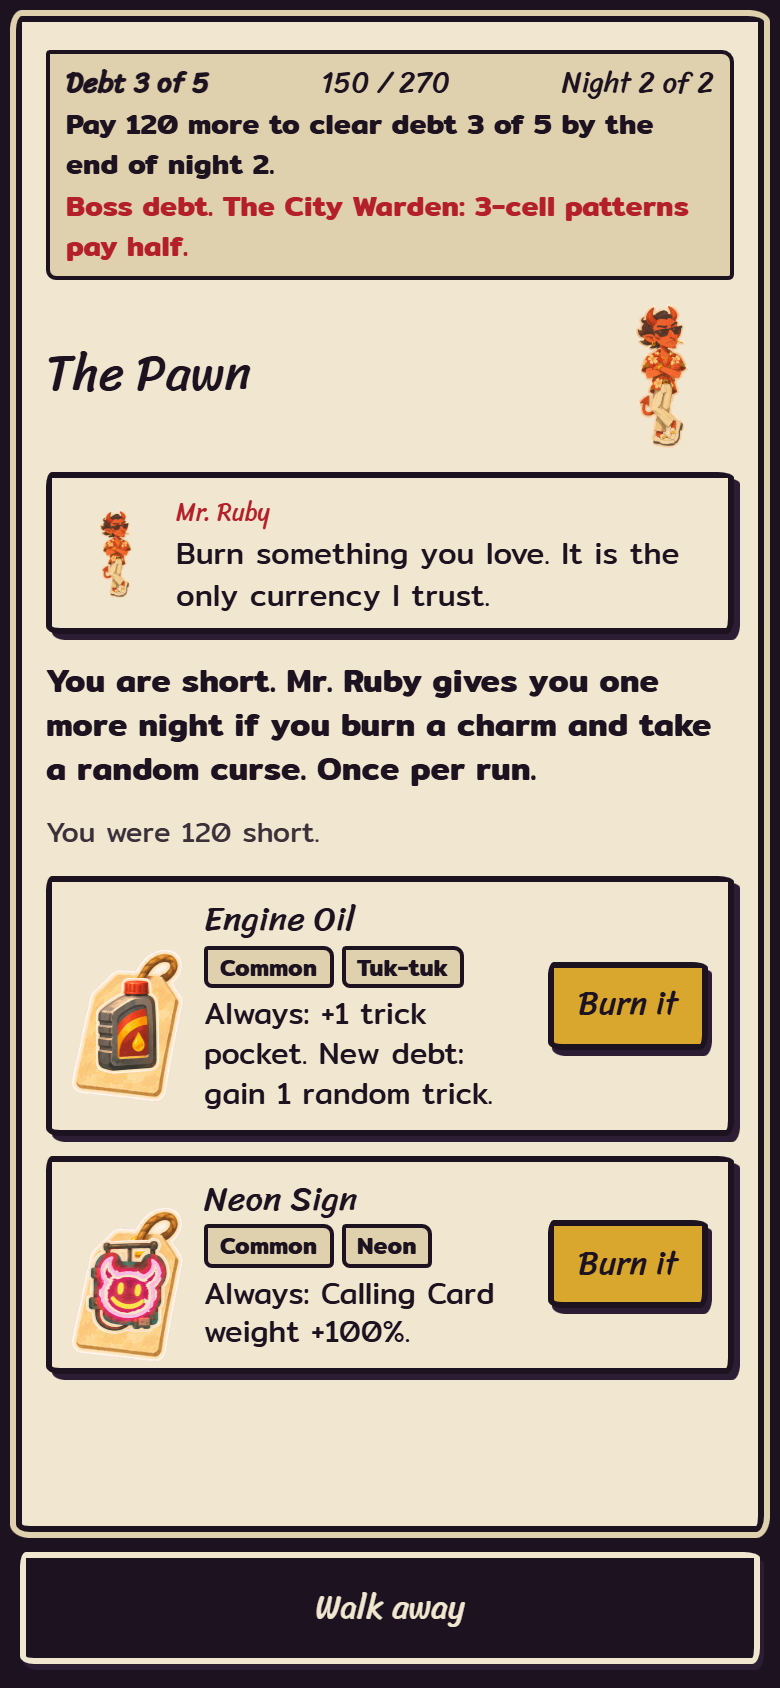 Debt 3 of 5 150 / 270 Night 2 of 2
Pay 120 more to clear debt 3 of 5 by the
end of night 2.
Boss debt. The City Warden: 3-cell patterns
pay half.
The Pawn
Mr. Ruby
Burn something you love. It is the
only currency I trust.
You are short. Mr. Ruby gives you one
more night if you burn a charm and take
a random curse. Once per run.
You were 120 short.
Engine Oil
Common Tuk-tuk
Always: +1 trick
pocket. New debt:
gain 1 random trick.
Burn it
Neon Sign
Common Neon
Always: Calling Card
weight +100%.
Burn it
Walk away